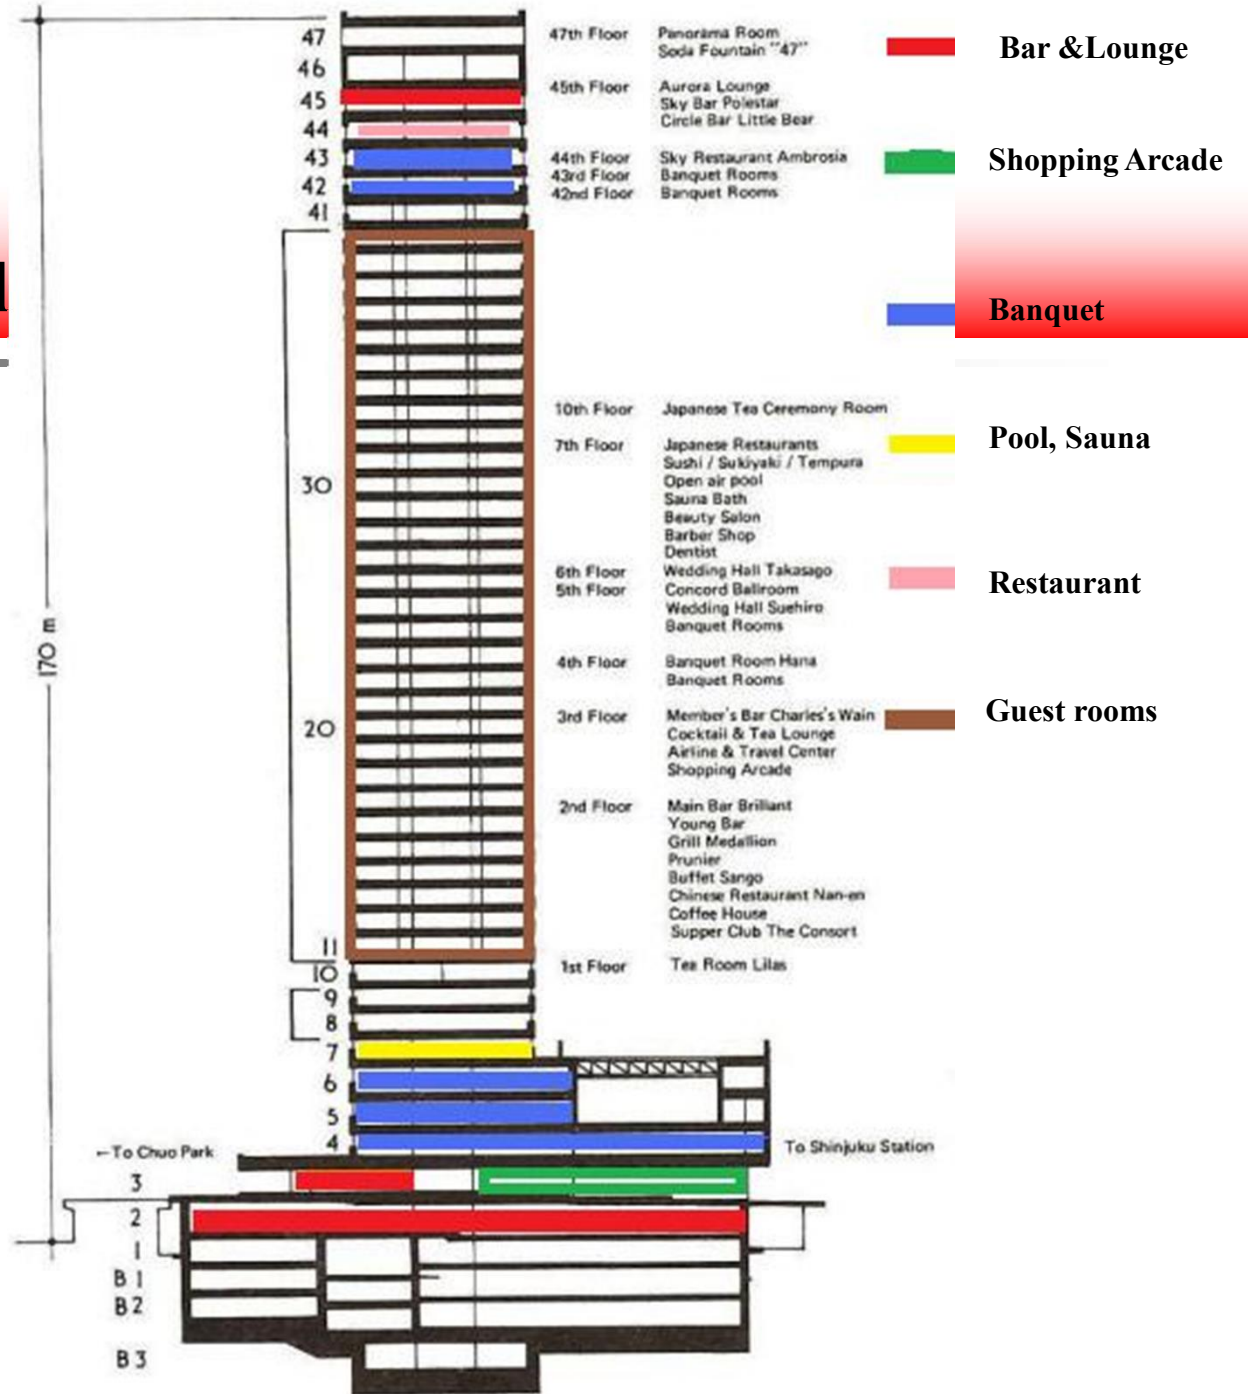 47
46
45
44
43
42
41
30
20
11
10
9
8
7
6
5
4
3
2
1
B1
B2
B3
170 m
←To Chuo Park
To Shinjuku Station
47th Floor Panorama Room
Soda Fountain "47"
45th Floor Aurora Lounge
Sky Bar Polestar
Circle Bar Little Bear
44th Floor Sky Restaurant Ambrosia
43rd Floor Banquet Rooms
42nd Floor Banquet Rooms
10th Floor Japanese Tea Ceremony Room
7th Floor Japanese Restaurants
Sushi / Sukiyaki / Tempura
Open air pool
Sauna Bath
Beauty Salon
Barber Shop
Dentist
6th Floor Wedding Hall Takasago
5th Floor Concord Ballroom
Wedding Hall Suehiro
Banquet Rooms
4th Floor Banquet Room Hana
Banquet Rooms
3rd Floor Member's Bar Charles's Wain
Cocktail & Tea Lounge
Airline & Travel Center
Shopping Arcade
2nd Floor Main Bar Brilliant
Young Bar
Grill Medallion
Prunier
Buffet Sango
Chinese Restaurant Nan-en
Coffee House
Supper Club The Consort
1st Floor Tea Room Lilas
Bar &Lounge
Shopping Arcade
Banquet
Pool, Sauna
Restaurant
Guest rooms